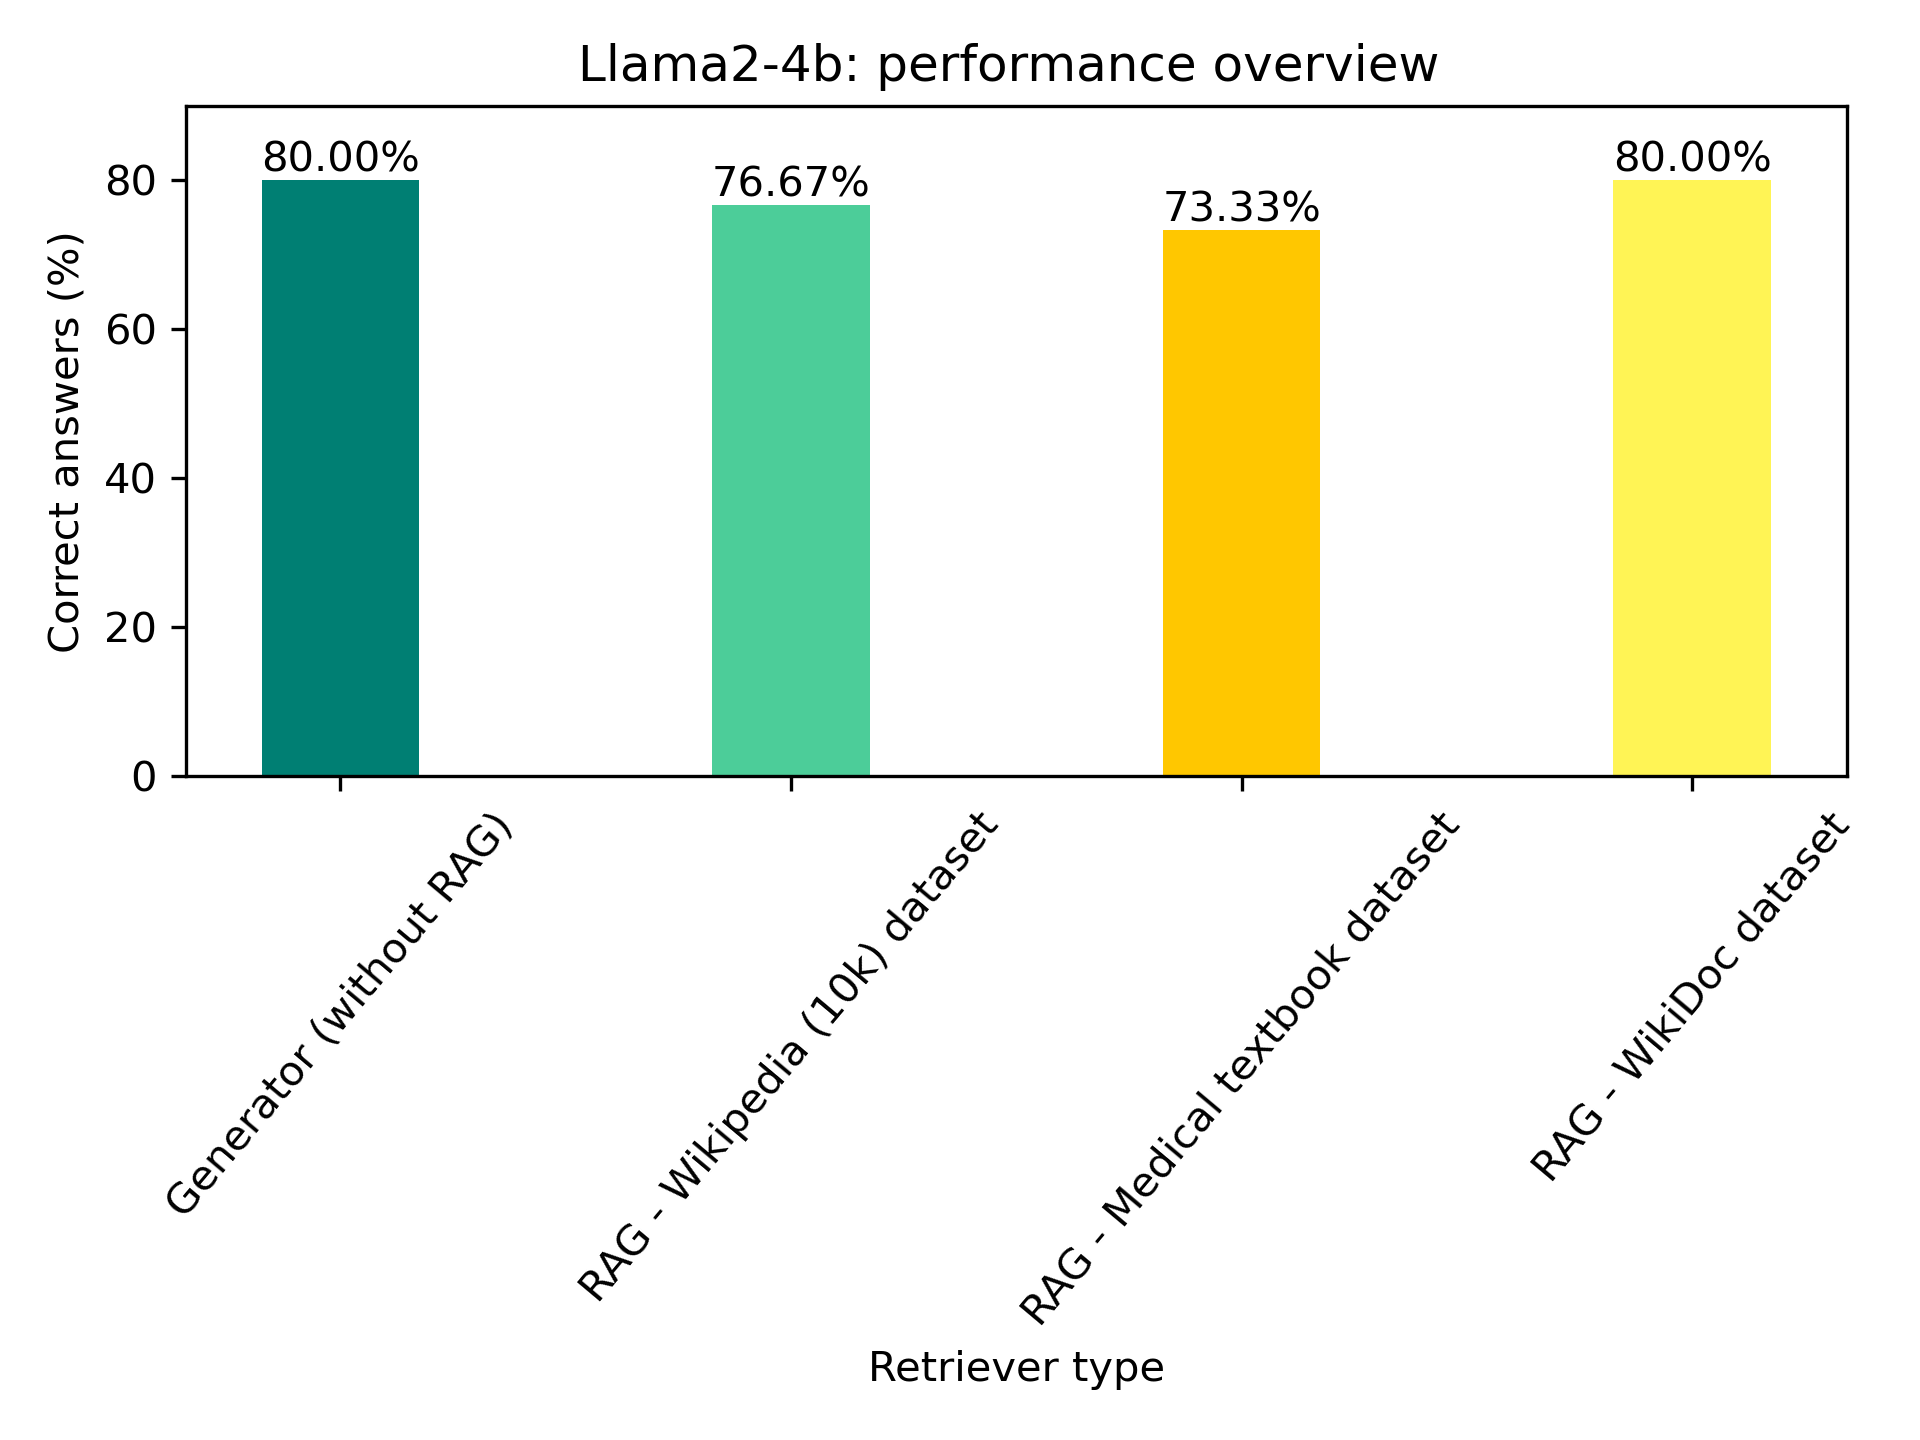 Llama2-4b: performance overview
Correct answers (%)
80
60
40
20
0
80.00%
76.67%
73.33%
80.00%
Generator (without RAG)
RAG - Wikipedia (10k) dataset
RAG - Medical textbook dataset
RAG - WikiDoc dataset
Retriever type